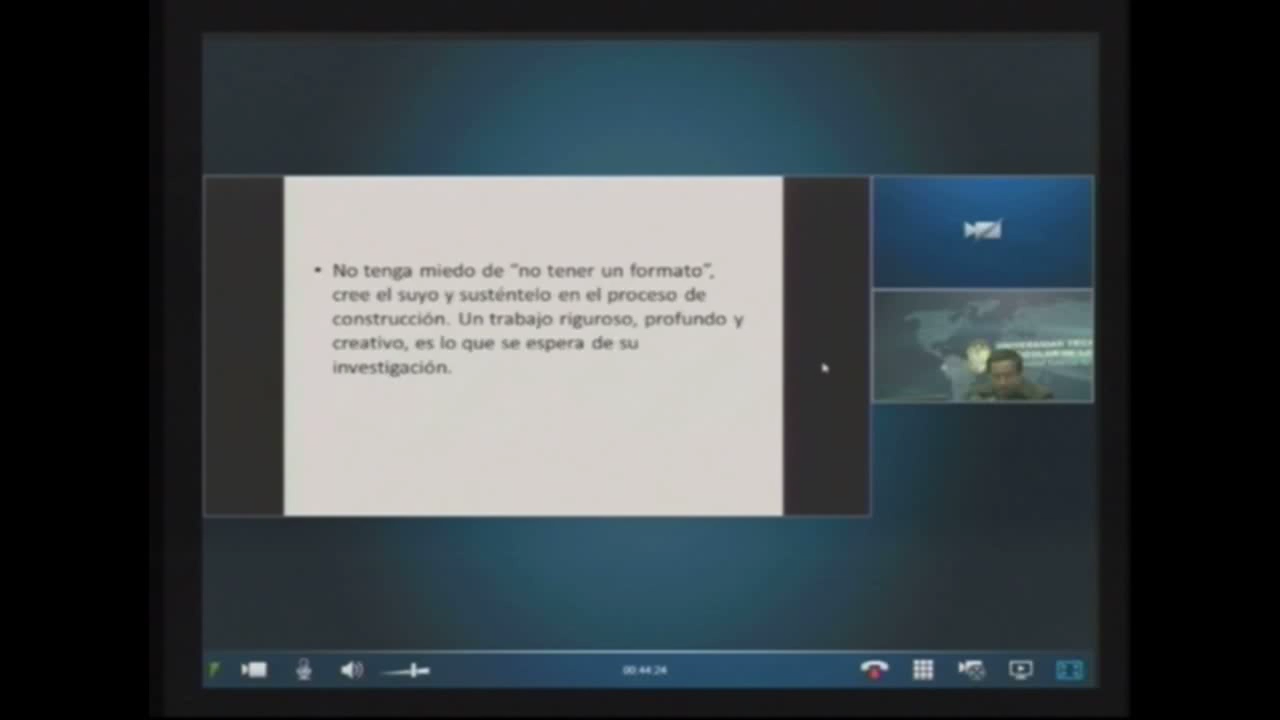 • No tenga miedo de "no tener un formato",
cree el suyo y susténtelo en el proceso de
construcción. Un trabajo riguroso, profundo y
creativo, es lo que se espera de su
investigación.
UNIVERSIDAD
00:44:24